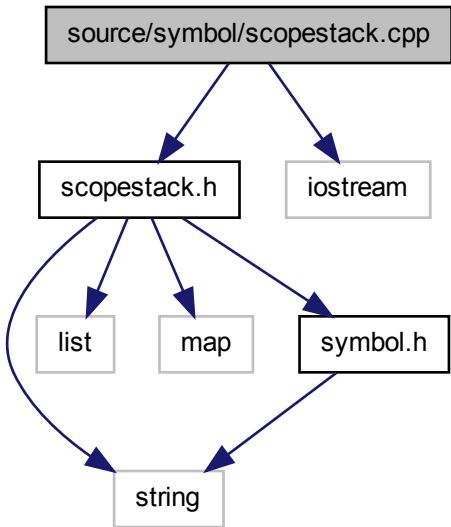 source/symbol/scopestack.cpp
scopestack.h
iostream
list
map
symbol.h
string